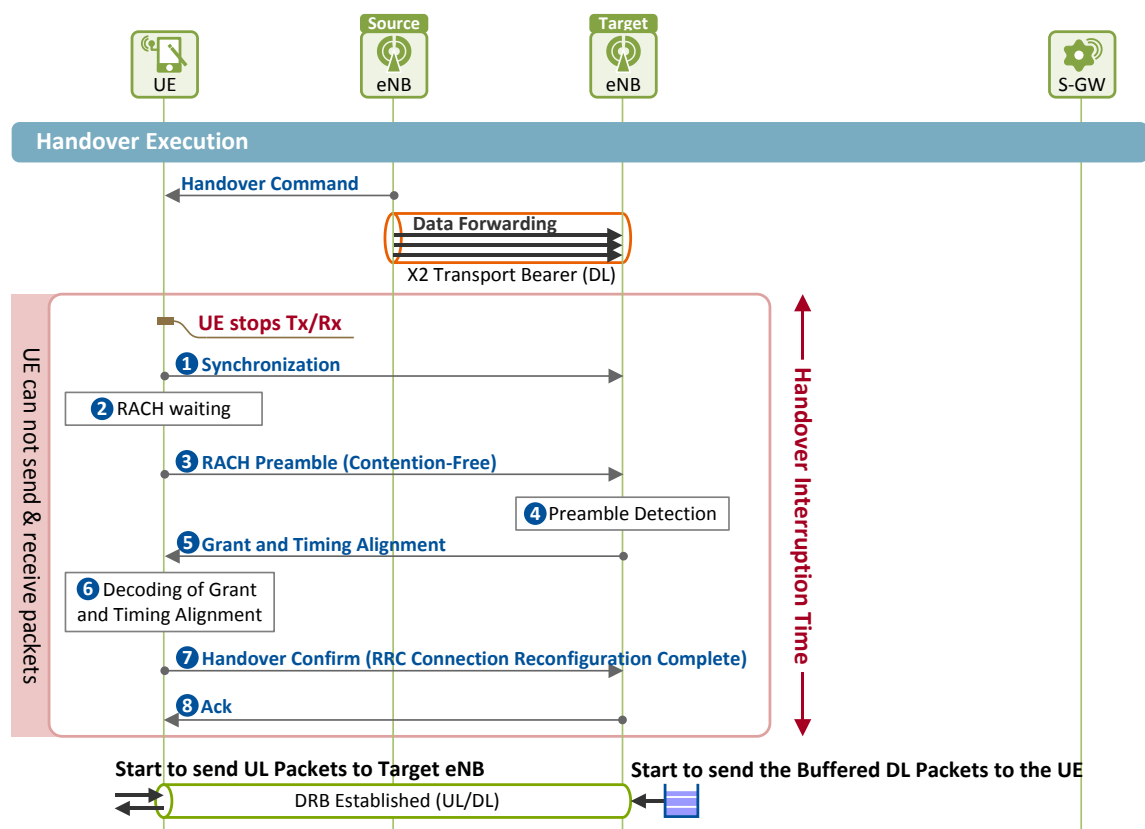 Source
Target
UE
eNB
eNB
S-GW
Handover Execution
Handover Command
Data Forwarding
X2 Transport Bearer (DL)
UE can not send & receive packets
UE stops Tx/Rx
1 Synchronization
2 RACH waiting
3 RACH Preamble (Contention-Free)
4 Preamble Detection
5 Grant and Timing Alignment
6 Decoding of Grant
and Timing Alignment
7 Handover Confirm (RRC Connection Reconfiguration Complete)
8 Ack
Handover Interruption Time
Start to send UL Packets to Target eNB
Start to send the Buffered DL Packets to the UE
DRB Established (UL/DL)